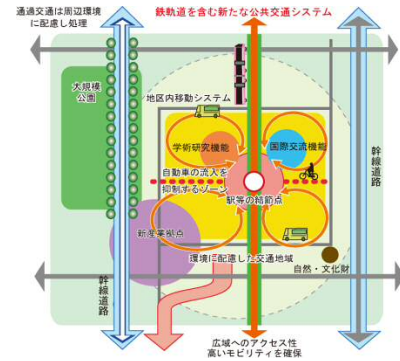 通過交通は周辺環境
に配慮し処理
鉄軌道を含む新たな公共交通システム
大規模
公園
地区内移動システム
学術研究機能
国際交流機能
自動車の流入を
抑制するゾーン
駅等の結節点
幹線道路
新産業拠点
環境に配慮した交通地域
自然・文化財
幹線道路
広域へのアクセス性
高いモビリティを確保